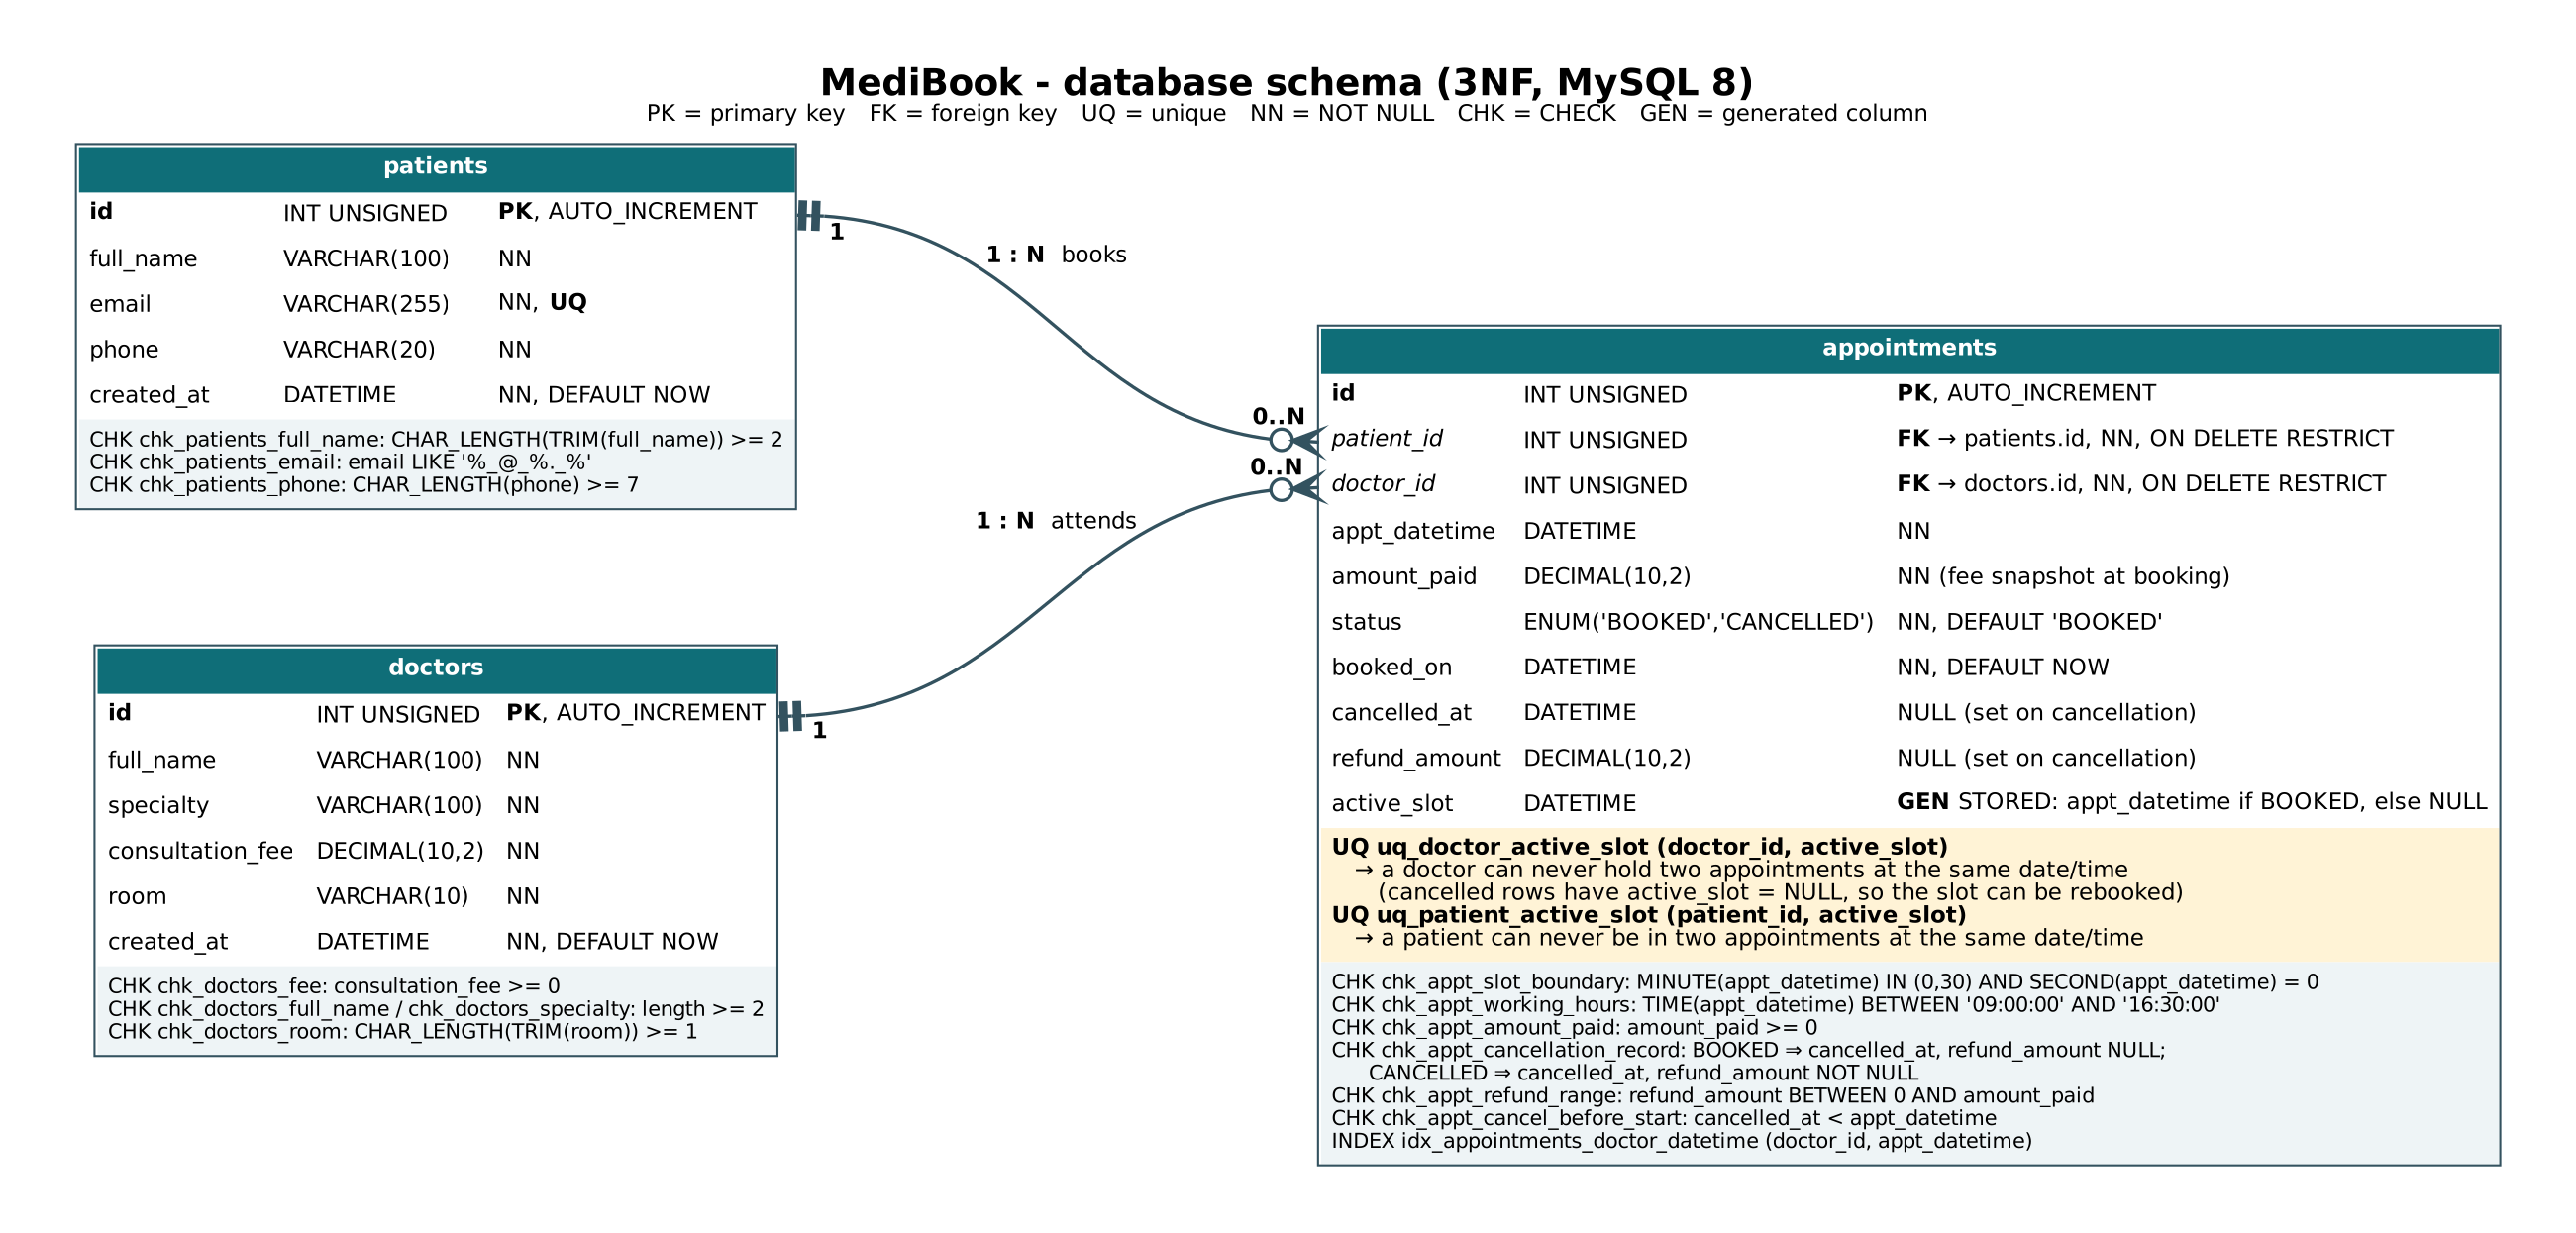 MediBook - database schema (3NF, MySQL 8)
PK = primary key FK = foreign key UQ = unique NN = NOT NULL CHK = CHECK GEN = generated column
patients
id INT UNSIGNED PK, AUTO_INCREMENT
full_name VARCHAR(100) NN
email VARCHAR(255) NN, UQ
phone VARCHAR(20) NN
created_at DATETIME NN, DEFAULT NOW
CHK chk_patients_full_name: CHAR_LENGTH(TRIM(full_name)) >= 2
CHK chk_patients_email: email LIKE '%_@_%._%'
CHK chk_patients_phone: CHAR_LENGTH(phone) >= 7
1
1 : N books
0..N
0..N
1 : N attends
1
doctors
id INT UNSIGNED PK, AUTO_INCREMENT
full_name VARCHAR(100) NN
specialty VARCHAR(100) NN
consultation_fee DECIMAL(10,2) NN
room VARCHAR(10) NN
created_at DATETIME NN, DEFAULT NOW
CHK chk_doctors_fee: consultation_fee >= 0
CHK chk_doctors_full_name / chk_doctors_specialty: length >= 2
CHK chk_doctors_room: CHAR_LENGTH(TRIM(room)) >= 1
appointments
id INT UNSIGNED PK, AUTO_INCREMENT
patient_id INT UNSIGNED FK → patients.id, NN, ON DELETE RESTRICT
doctor_id INT UNSIGNED FK → doctors.id, NN, ON DELETE RESTRICT
appt_datetime DATETIME NN
amount_paid DECIMAL(10,2) NN (fee snapshot at booking)
status ENUM('BOOKED','CANCELLED') NN, DEFAULT 'BOOKED'
booked_on DATETIME NN, DEFAULT NOW
cancelled_at DATETIME NULL (set on cancellation)
refund_amount DECIMAL(10,2) NULL (set on cancellation)
active_slot DATETIME GEN STORED: appt_datetime if BOOKED, else NULL
UQ uq_doctor_active_slot (doctor_id, active_slot)
→ a doctor can never hold two appointments at the same date/time
(cancelled rows have active_slot = NULL, so the slot can be rebooked)
UQ uq_patient_active_slot (patient_id, active_slot)
→ a patient can never be in two appointments at the same date/time
CHK chk_appt_slot_boundary: MINUTE(appt_datetime) IN (0,30) AND SECOND(appt_datetime) = 0
CHK chk_appt_working_hours: TIME(appt_datetime) BETWEEN '09:00:00' AND '16:30:00'
CHK chk_appt_amount_paid: amount_paid >= 0
CHK chk_appt_cancellation_record: BOOKED ⇒ cancelled_at, refund_amount NULL;
CANCELLED ⇒ cancelled_at, refund_amount NOT NULL
CHK chk_appt_refund_range: refund_amount BETWEEN 0 AND amount_paid
CHK chk_appt_cancel_before_start: cancelled_at < appt_datetime
INDEX idx_appointments_doctor_datetime (doctor_id, appt_datetime)